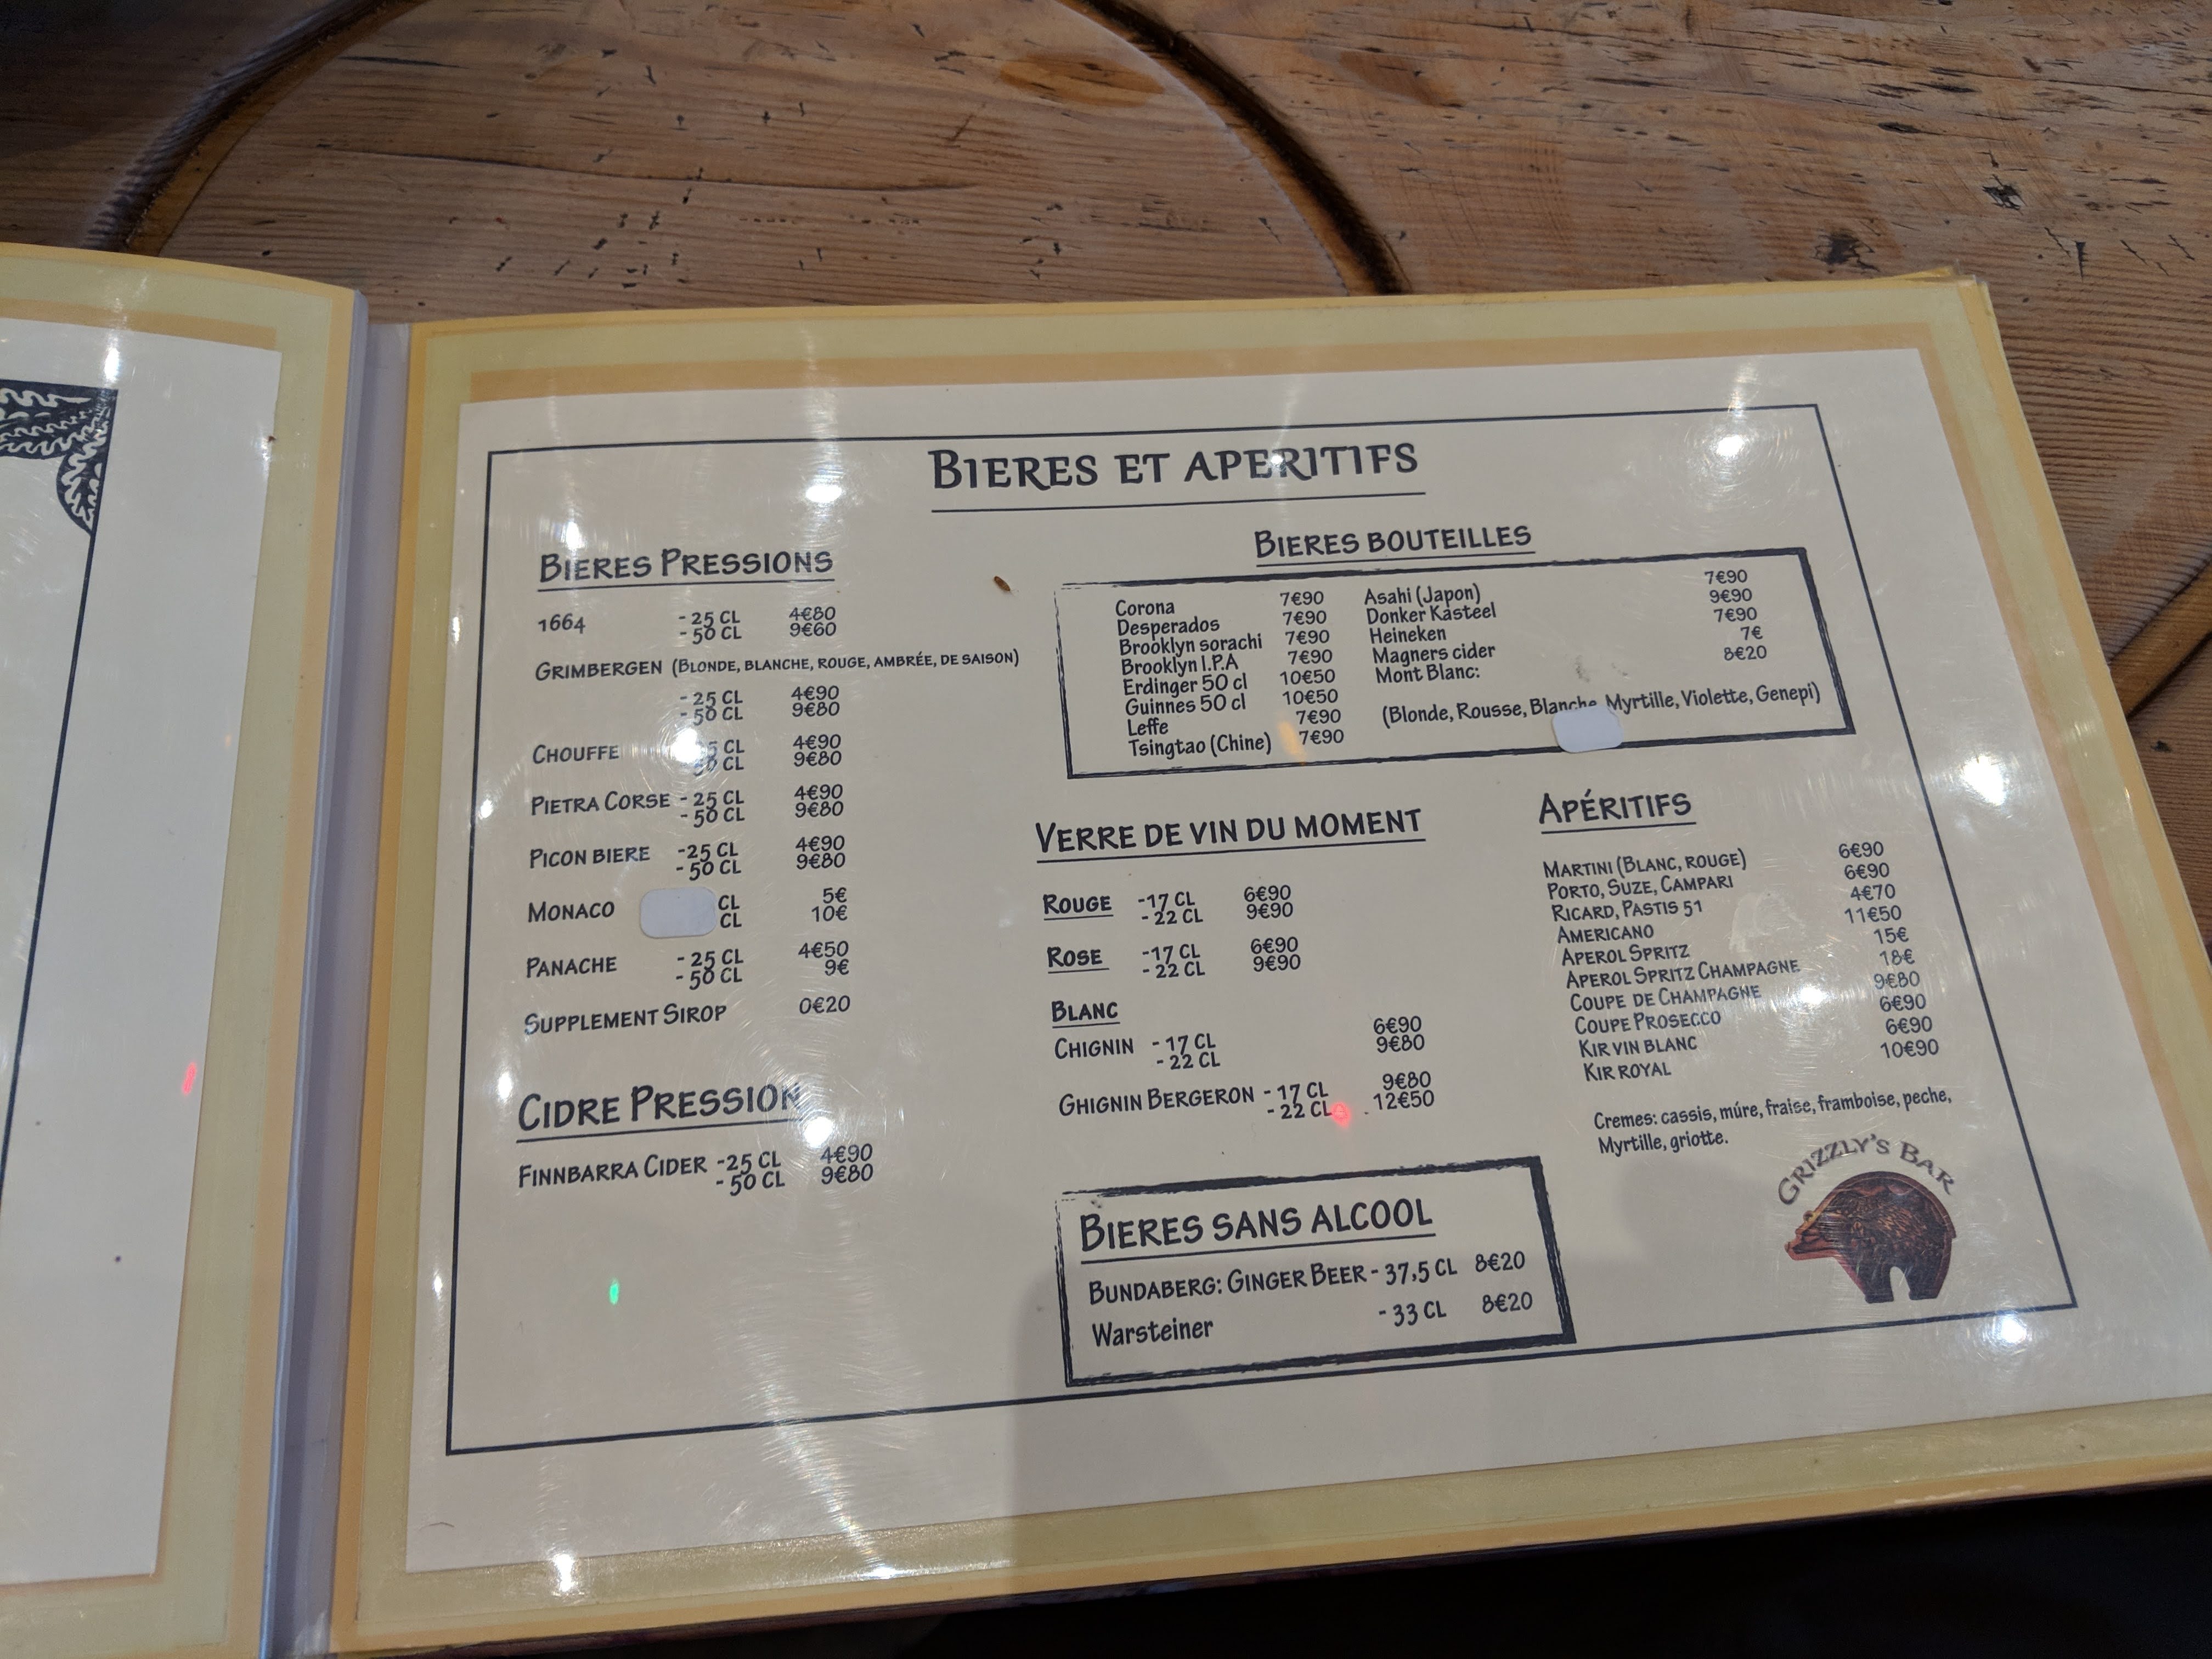 BIERES ET APERITIFS
BIERES PRESSIONS
1664 - 25 CL 4€80
- 50 CL 9€60
GRIMBERGEN (BLONDE, BLANCHE, ROUGE, AMBRÉE, DE SAISON)
- 25 CL 4€90
- 50 CL 9€80
CHOUFFE 5 CL 4€90
50 CL 9€80
PIETRA CORSE - 25 CL 4€90
- 50 CL 9€80
PICON BIERE -25 CL 4€90
- 50 CL 9€80
MONACO CL 5€
CL 10€
PANACHE - 25 CL 4€50
- 50 CL 9€
SUPPLEMENT SIROP 0€20
CIDRE PRESSION
FINNBARRA CIDER -25 CL 4€90
- 50 CL 9€80
BIERES BOUTEILLES
Corona 7€90
Desperados 7€90
Brooklyn sorachi 7€90
Brooklyn I.P.A 7€90
Erdinger 50 cl 10€50
Guinnes 50 cl 10€50
Leffe 7€90
Tsingtao (Chine) 7€90
Asahi (Japon) 7€90
Donker Kasteel 9€90
Heineken 7€90
Magners cider 7€
Mont Blanc: 8€20
(Blonde, Rousse, Blanche, Myrtille, Violette, Genepi)
VERRE DE VIN DU MOMENT
ROUGE -17 CL 6€90
- 22 CL 9€90
ROSE -17 CL 6€90
- 22 CL 9€90
BLANC
CHIGNIN - 17 CL 6€90
- 22 CL 9€80
GHIGNIN BERGERON - 17 CL 9€80
- 22 CL 12€50
APÉRITIFS
MARTINI (BLANC, ROUGE) 6€90
PORTO, SUZE, CAMPARI 6€90
RICARD, PASTIS 51 4€70
AMERICANO 11€50
APEROL SPRITZ 15€
APEROL SPRITZ CHAMPAGNE 18€
COUPE DE CHAMPAGNE 9€80
COUPE PROSECCO 6€90
KIR VIN BLANC 6€90
KIR ROYAL 10€90
Cremes: cassis, múre, fraise, framboise, peche,
Myrtille, griotte.
GRIZZLY'S BAR
BIERES SANS ALCOOL
BUNDABERG: GINGER BEER - 37,5 CL 8€20
Warsteiner - 33 CL 8€20